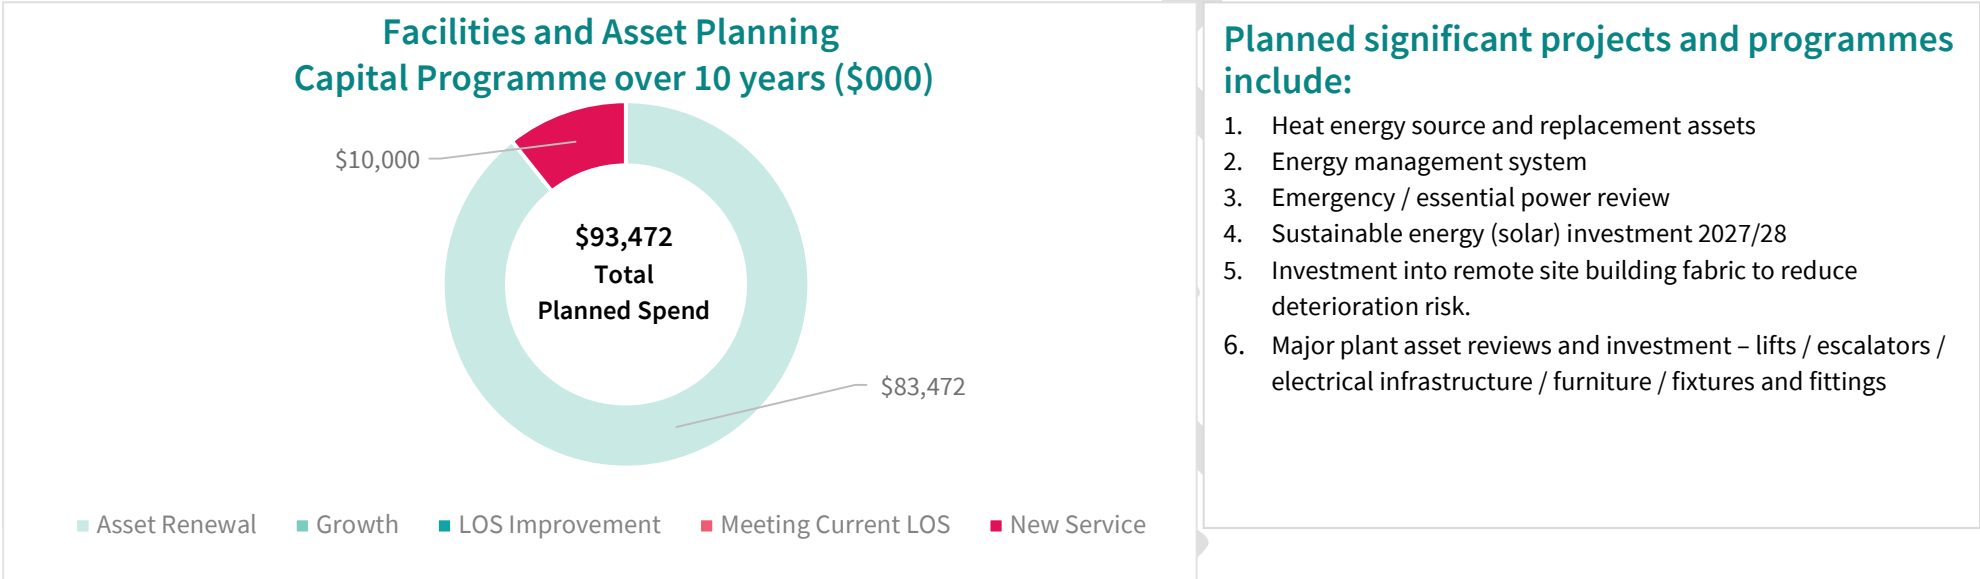 Facilities and Asset Planning
Capital Programme over 10 years ($000)
$10,000
$93,472
Total
Planned Spend
$83,472
Asset Renewal
Growth
LOS Improvement
Meeting Current LOS
New Service
Planned significant projects and programmes
include:
1. Heat energy source and replacement assets
2. Energy management system
3. Emergency / essential power review
4. Sustainable energy (solar) investment 2027/28
5. Investment into remote site building fabric to reduce
deterioration risk.
6. Major plant asset reviews and investment – lifts / escalators /
electrical infrastructure / furniture / fixtures and fittings